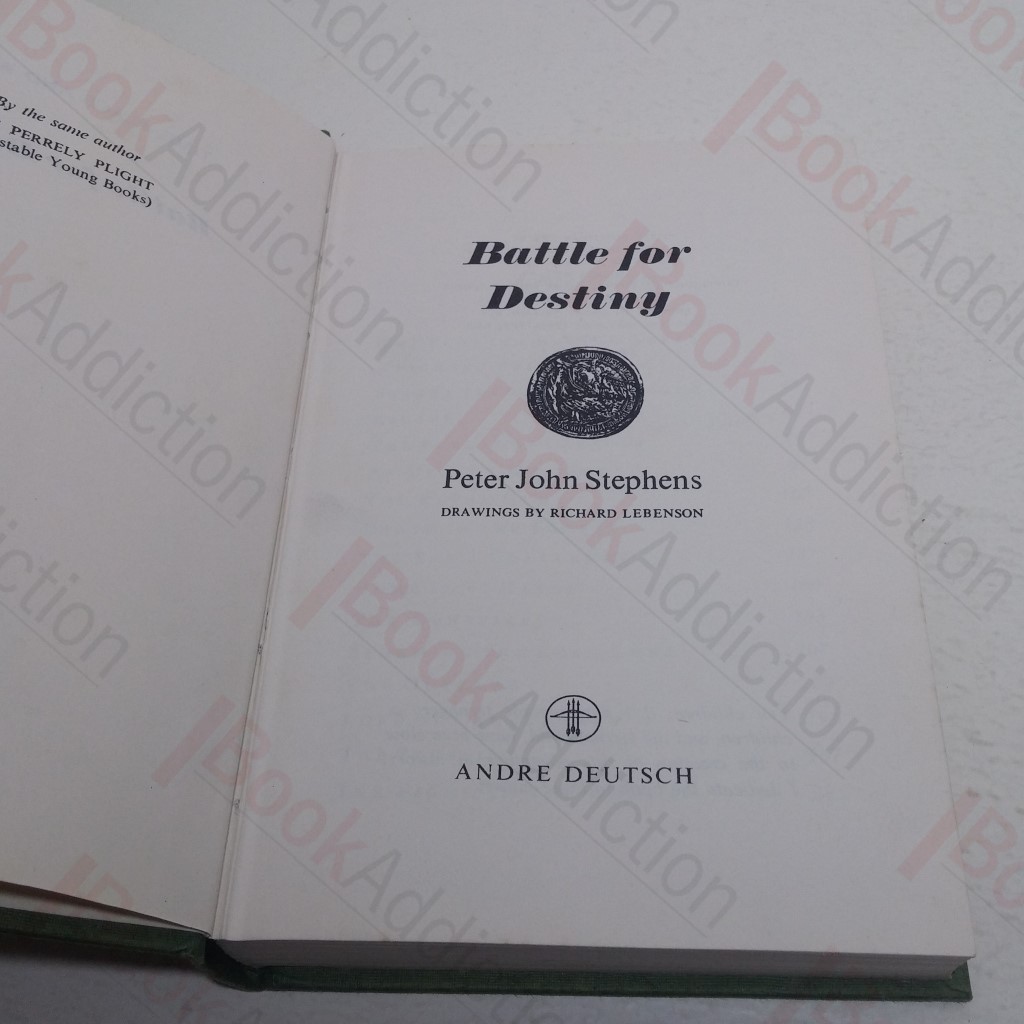 By the same author
PERRELY PLIGHT
stable Young Books)
Battle for
Destiny
Peter John Stephens
DRAWINGS BY RICHARD LEBENSON
ANDRE DEUTSCH
BookAddiction